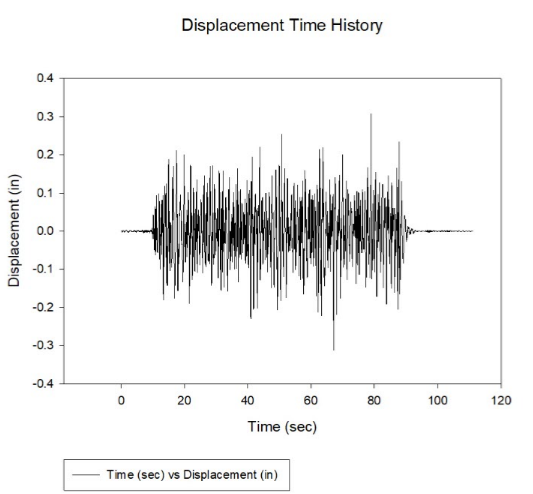 Displacement Time History
0.4
0.3
0.2
0.1
0.0
-0.1
-0.2
-0.3
-0.4
Displacement (in)
0 20 40 60 80 100 120
Time (sec)
Time (sec) vs Displacement (in)